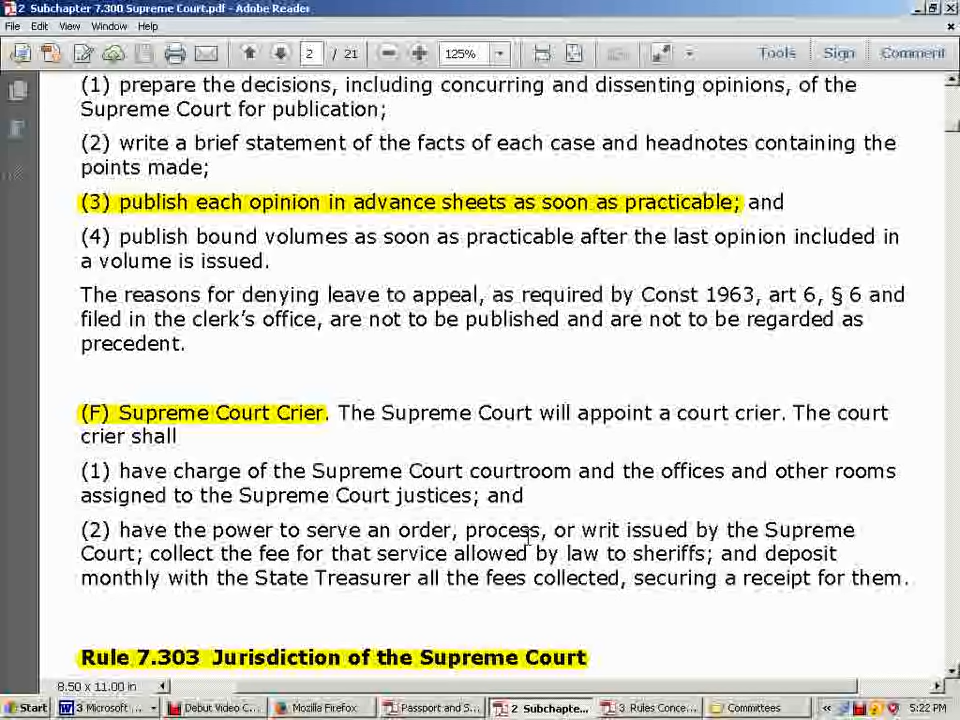 2 Subchapter 7.300 Supreme Court.pdf - Adobe Reader
File Edit View Window Help
2 / 21 125% Tools Sign Comment
(1) prepare the decisions, including concurring and dissenting opinions, of the
Supreme Court for publication;
(2) write a brief statement of the facts of each case and headnotes containing the
points made;
(3) publish each opinion in advance sheets as soon as practicable; and
(4) publish bound volumes as soon as practicable after the last opinion included in
a volume is issued.
The reasons for denying leave to appeal, as required by Const 1963, art 6, § 6 and
filed in the clerk's office, are not to be published and are not to be regarded as
precedent.
(F) Supreme Court Crier. The Supreme Court will appoint a court crier. The court
crier shall
(1) have charge of the Supreme Court courtroom and the offices and other rooms
assigned to the Supreme Court justices; and
(2) have the power to serve an order, process, or writ issued by the Supreme
Court; collect the fee for that service allowed by law to sheriffs; and deposit
monthly with the State Treasurer all the fees collected, securing a receipt for them.
Rule 7.303 Jurisdiction of the Supreme Court
8.50 x 11.00 in
Start 3 Microsoft ... Debut Video C... Mozilla Firefox Passport and S... 2 Subchapte... 3 Rules Conce... Committees « 5:22 PM